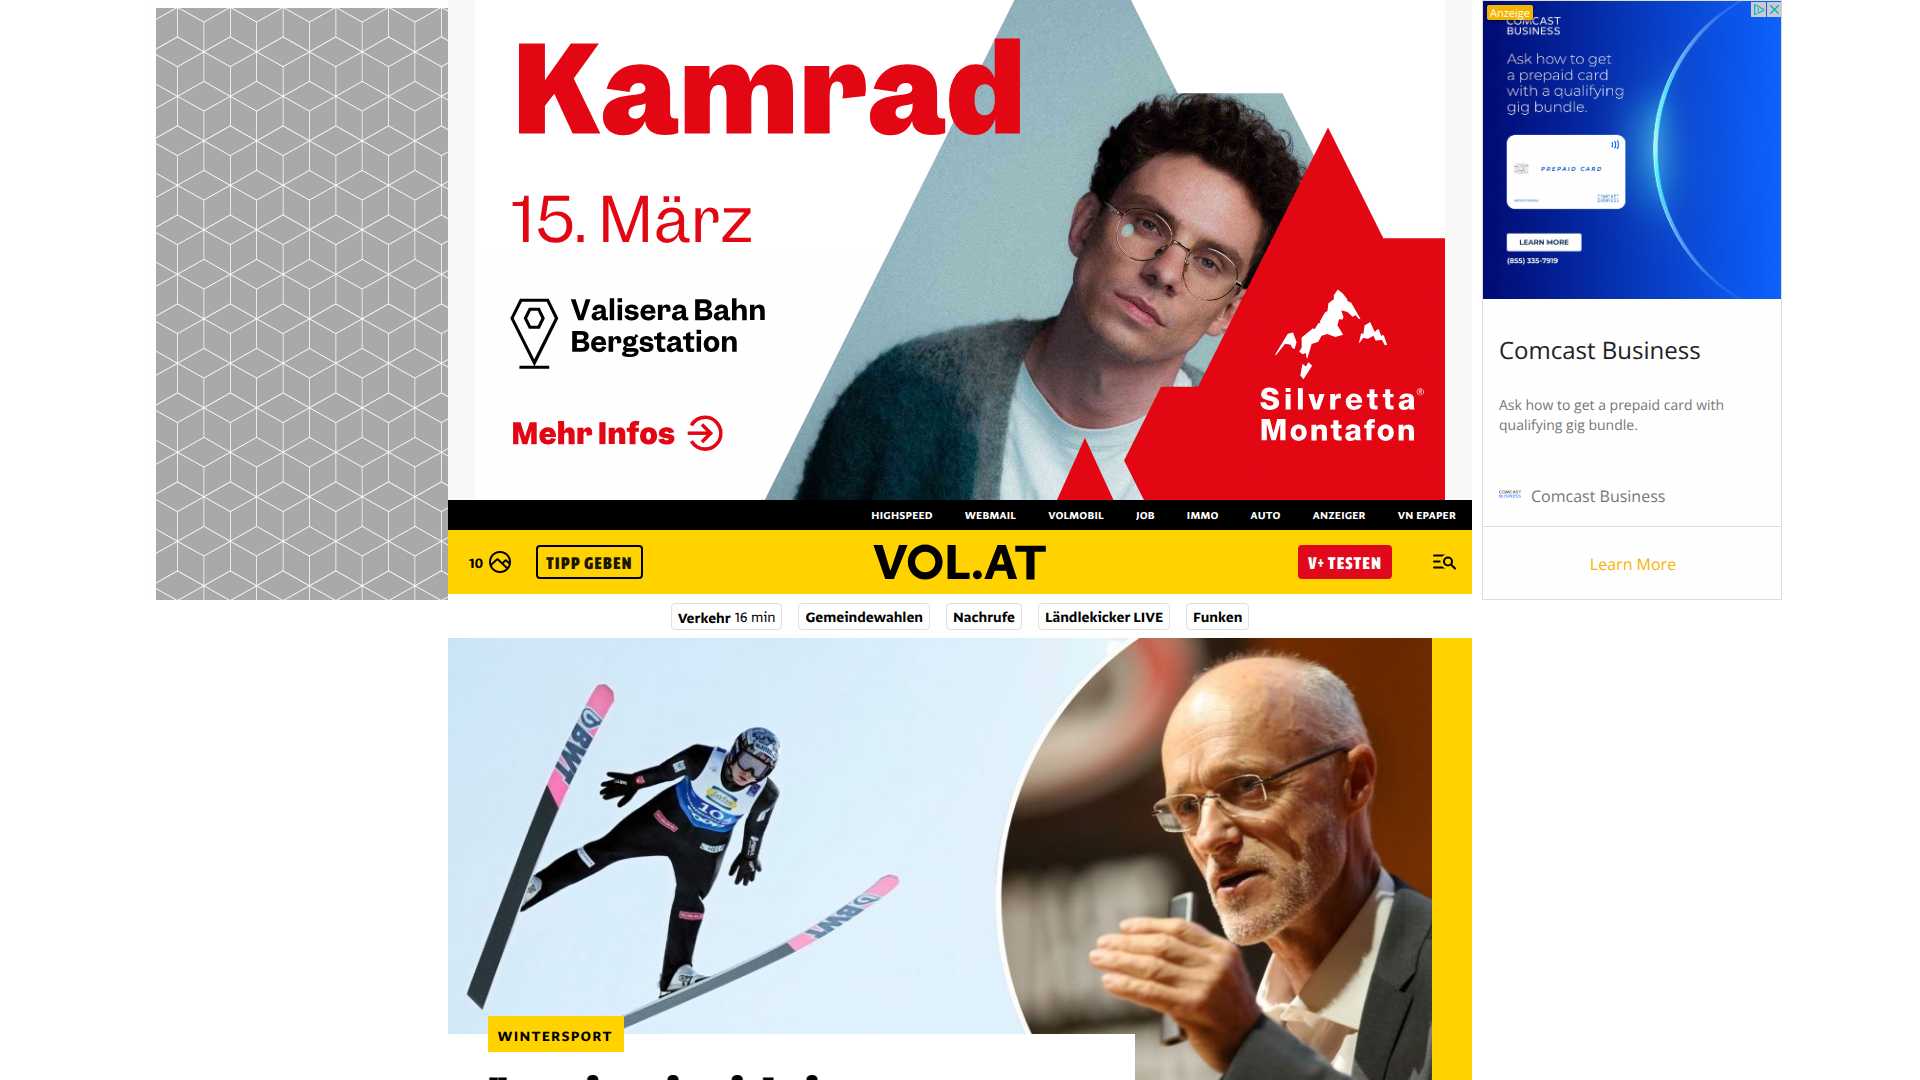 Kamrad
15. März
Valisera Bahn
Bergstation
Mehr Infos
Silvretta®
Montafon
Anzeige
COMCAST
BUSINESS
Ask how to get
a prepaid card
with a qualifying
gig bundle.
PREPAID CARD
LEARN MORE
(855) 335-7919
Comcast Business
Ask how to get a prepaid card with
qualifying gig bundle.
Comcast Business
Learn More
HIGHSPEED WEBMAIL VOLMOBIL JOB IMMO AUTO ANZEIGER VN EPAPER
10 TIPP GEBEN VOL.AT V+ TESTEN
Verkehr 16 min Gemeindewahlen Nachrufe Ländlekicker LIVE Funken
BWT
10
BWT
WINTERSPORT